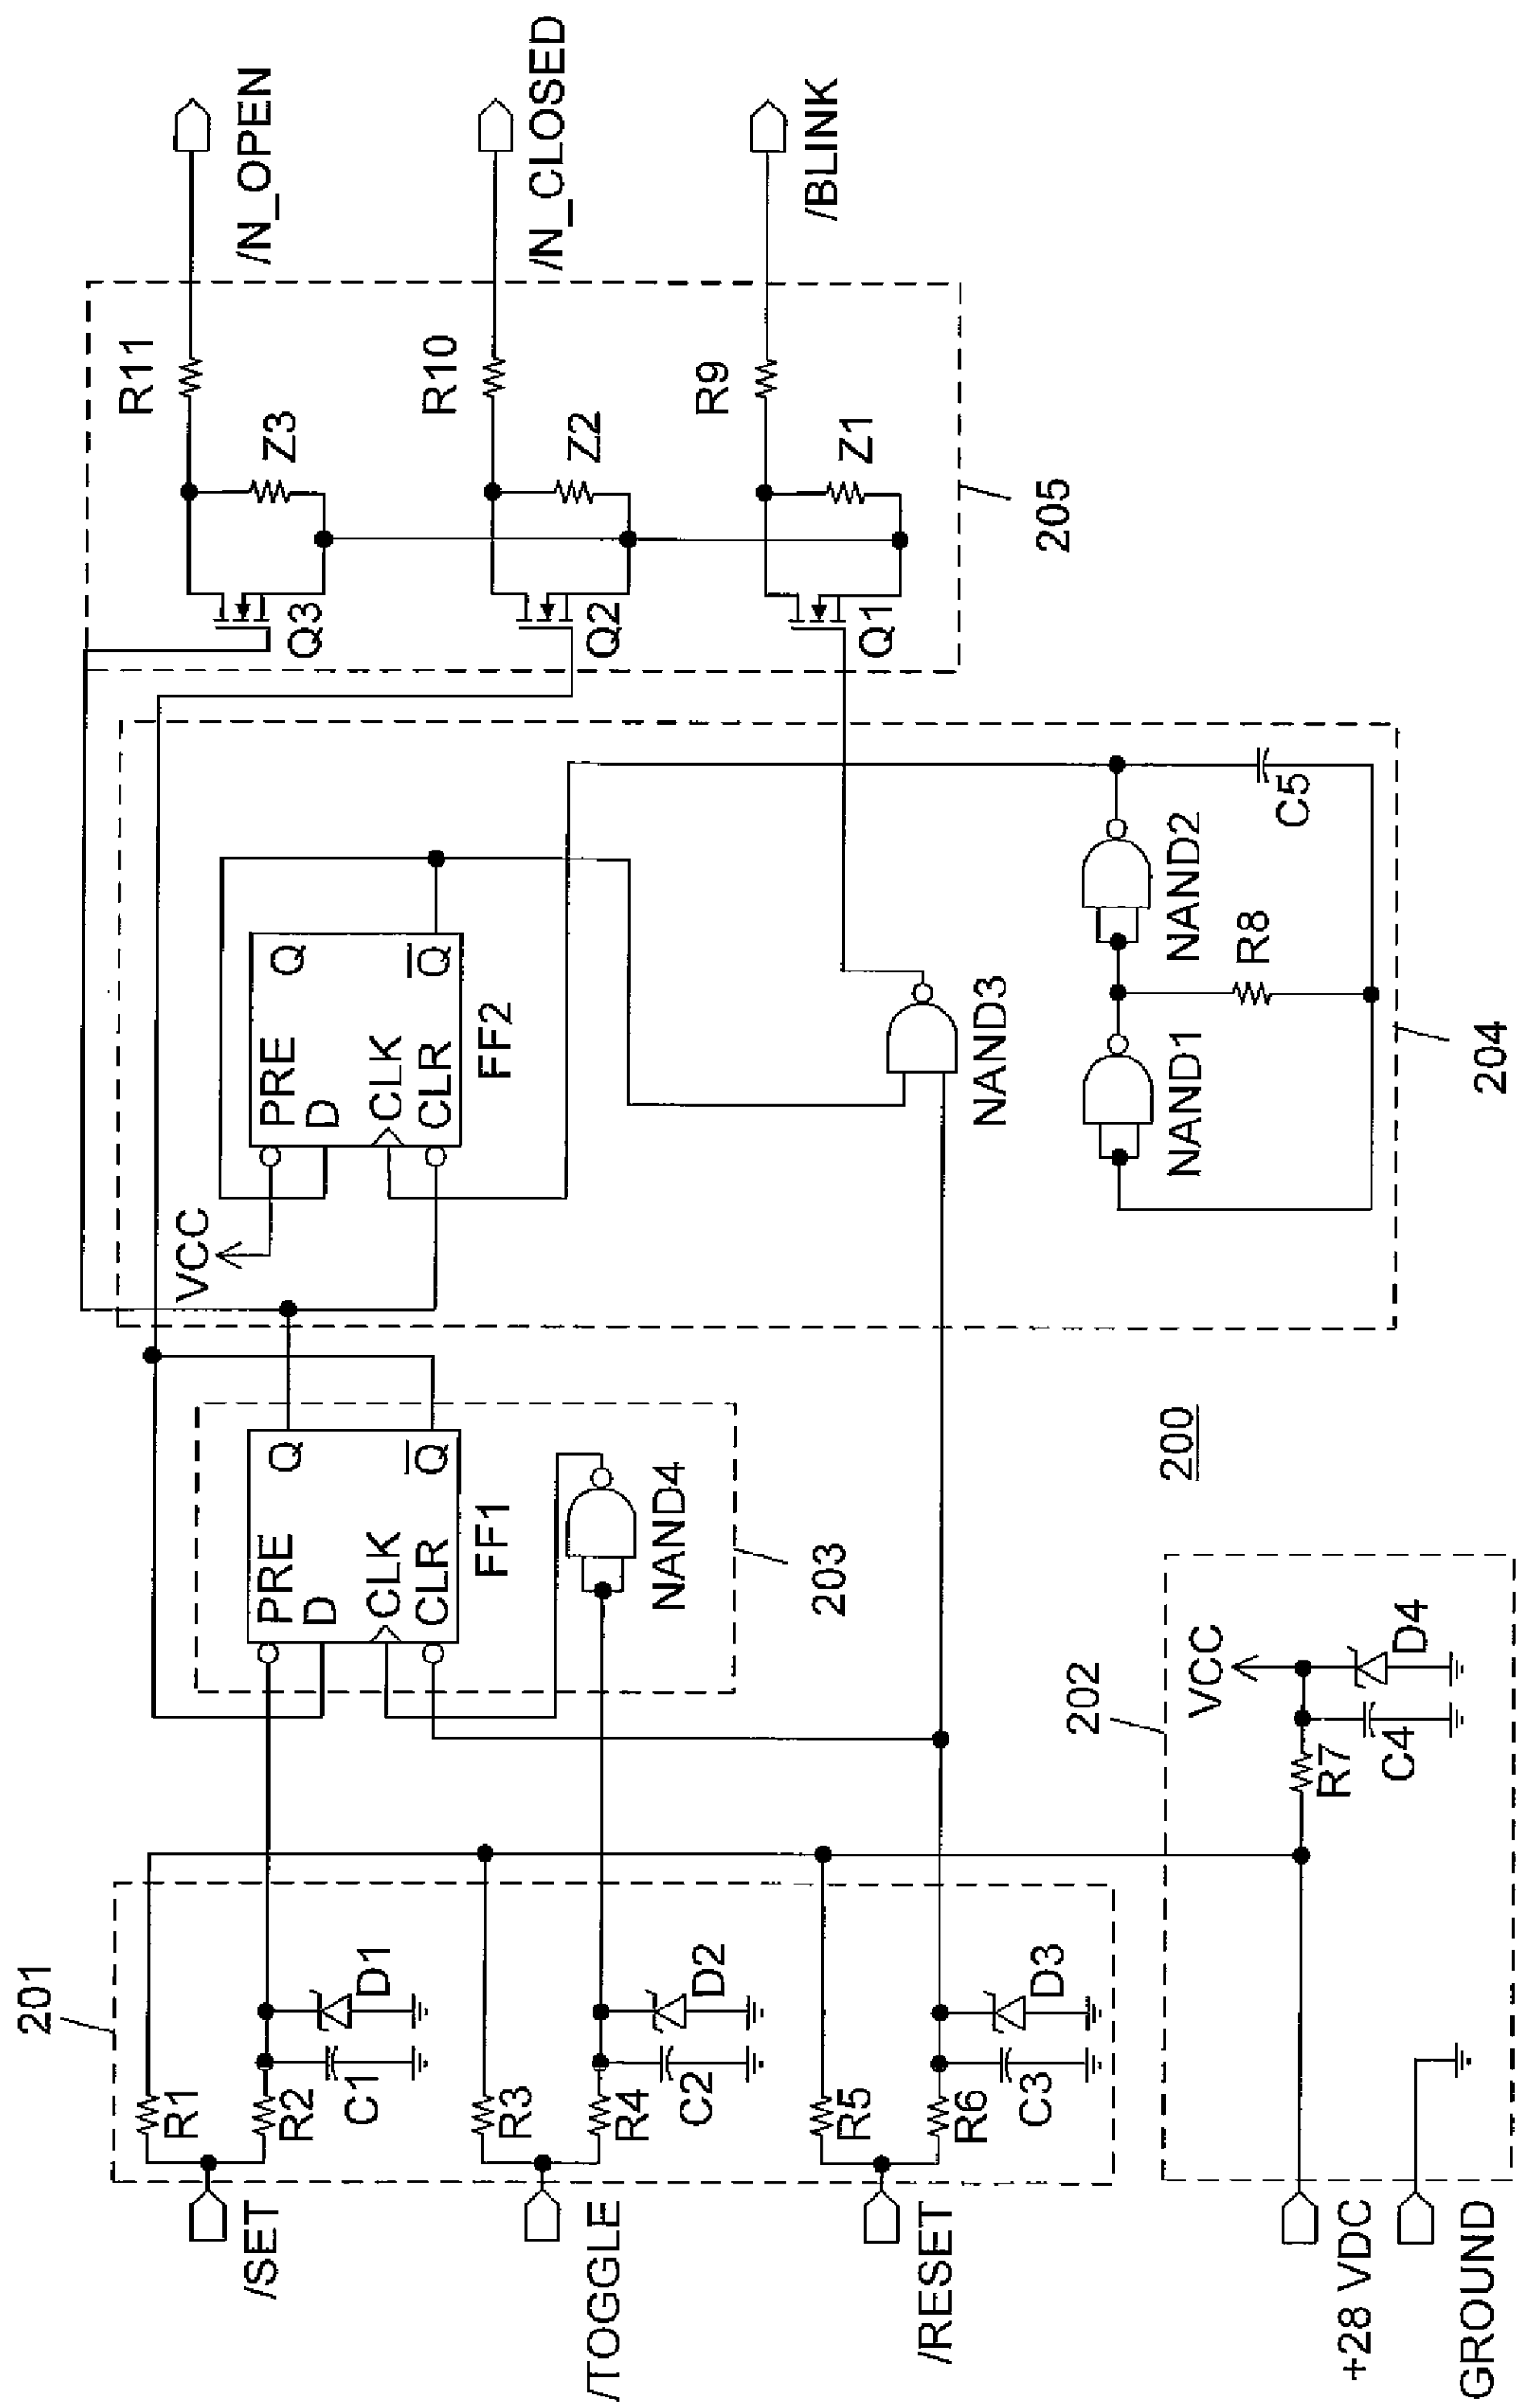 /N_OPEN
/N_CLOSED
/BLINK
R11
Z3
Q3
R10
Z2
Q2
R9
Z1
Q1
205
VCC
PRE
D
CLK
CLR
Q
Q
FF2
NAND3
NAND1
NAND2
R8
C5
204
PRE
D
CLK
CLR
Q
Q
FF1
NAND4
203
200
201
R1
R2
C1
D1
/SET
R3
R4
C2
D2
/TOGGLE
R5
R6
C3
D3
/RESET
202
VCC
R7
C4
D4
+28 VDC
GROUND